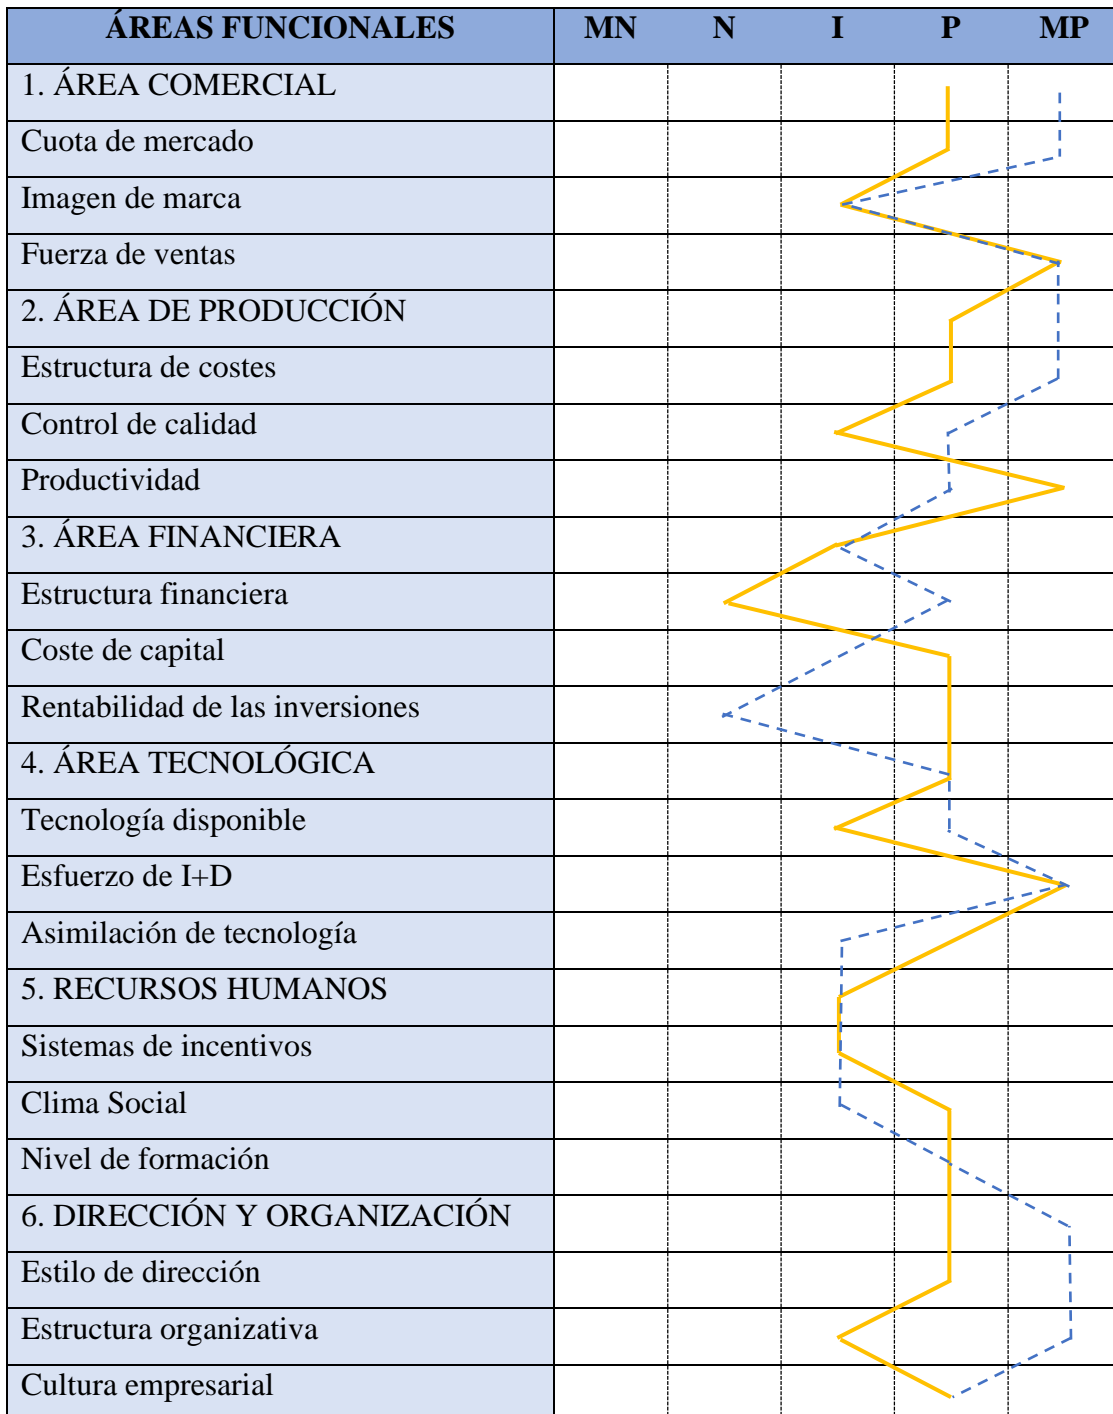 ÁREAS FUNCIONALES MN N I P MP
1. ÁREA COMERCIAL
Cuota de mercado
Imagen de marca
Fuerza de ventas
2. ÁREA DE PRODUCCIÓN
Estructura de costes
Control de calidad
Productividad
3. ÁREA FINANCIERA
Estructura financiera
Coste de capital
Rentabilidad de las inversiones
4. ÁREA TECNOLÓGICA
Tecnología disponible
Esfuerzo de I+D
Asimilación de tecnología
5. RECURSOS HUMANOS
Sistemas de incentivos
Clima Social
Nivel de formación
6. DIRECCIÓN Y ORGANIZACIÓN
Estilo de dirección
Estructura organizativa
Cultura empresarial